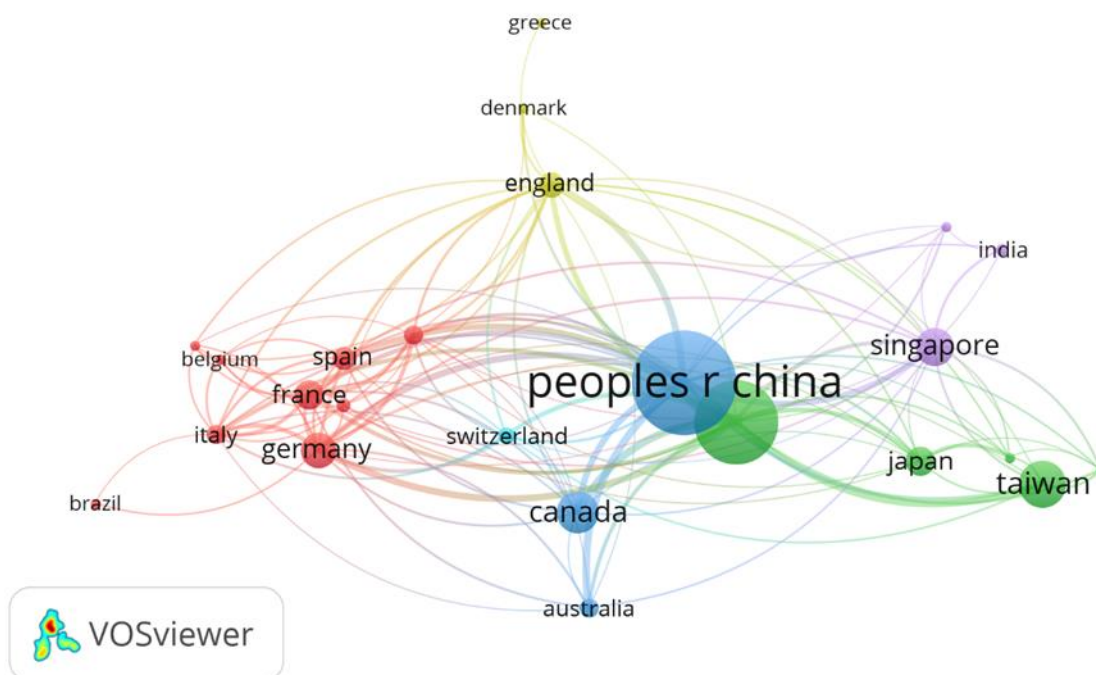 greece
denmark
england
india
singapore
belgium
spain
peoples r china
france
italy
germany
switzerland
japan
taiwan
brazil
canada
australia
VOSviewer